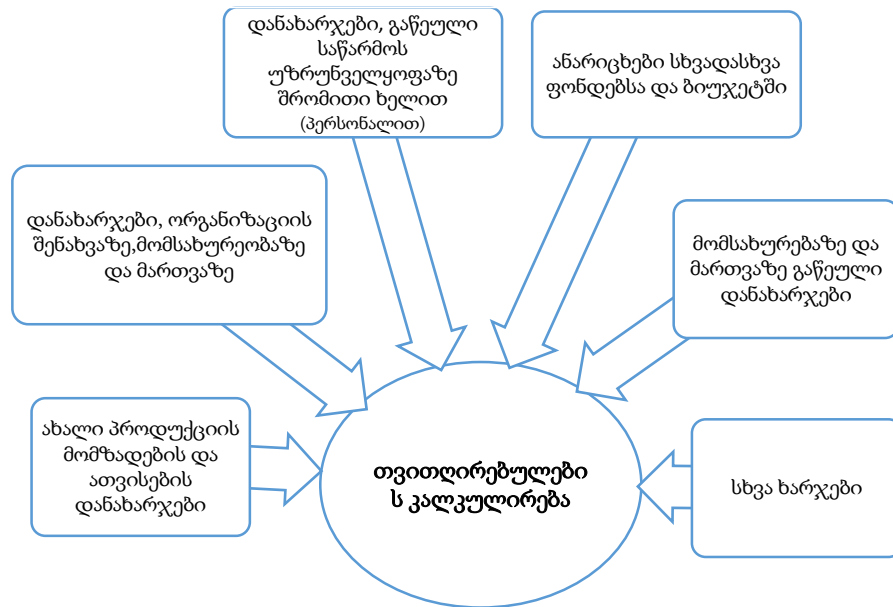 დანახარჯები, გაწეული
საწარმოს
უზრუნველყოფაზე
შრომითი ხელით
(პერსონალით)
ანარიცხები სხვადასხვა
ფონდებსა და ბიუჯეტში
დანახარჯები, ორგანიზაციის
შენახვაზე,მომსახურეობაზე
და მართვაზე
მომსახურებაზე და
მართვაზე გაწეული
დანახარჯები
ახალი პროდუქციის
მომზადების და
ათვისების
დანახარჯები
თვითღირებულები
ს კალკულირება
სხვა ხარჯები